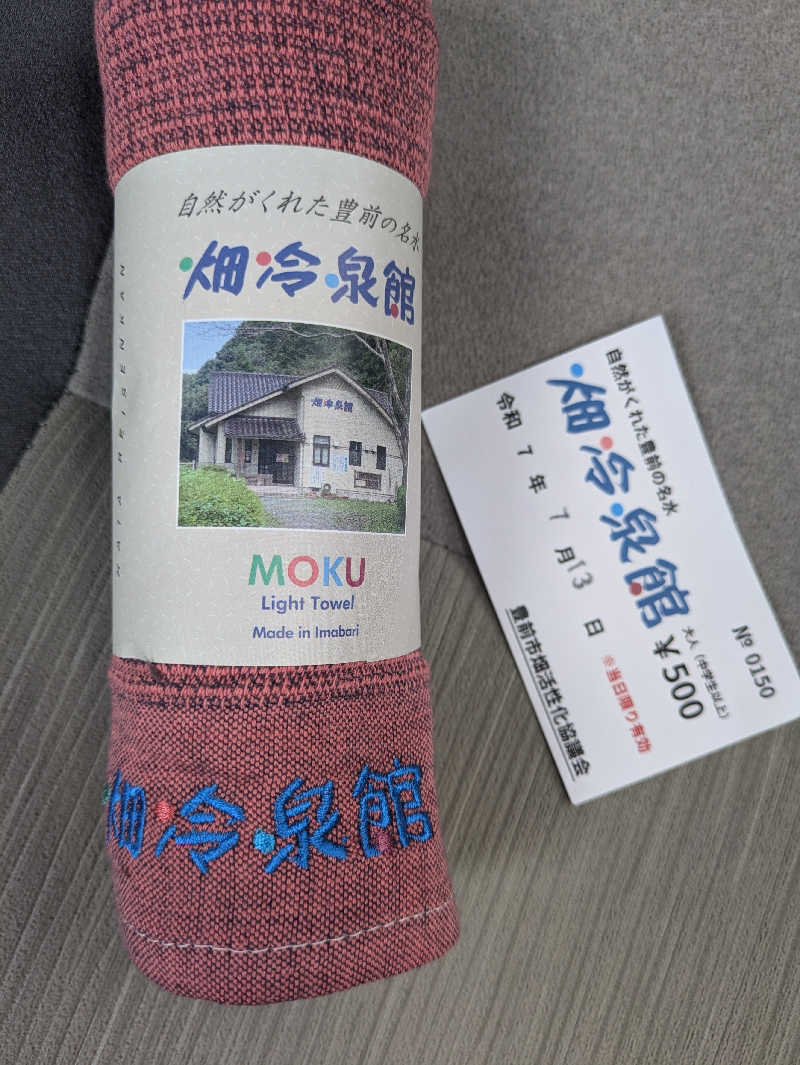 自然がくれた豊前の名水
畑冷泉館
HATA REISENKAN
畑冷泉館
MOKU
Light Towel
Made in Imabari
畑冷泉館
自然がくれた豊前の名水
畑冷泉館
令和 7 年 7 月 13 日
№ 0150
大人（中学生以上）
¥500
※当日限り有効
豊前市畑活性化協議会